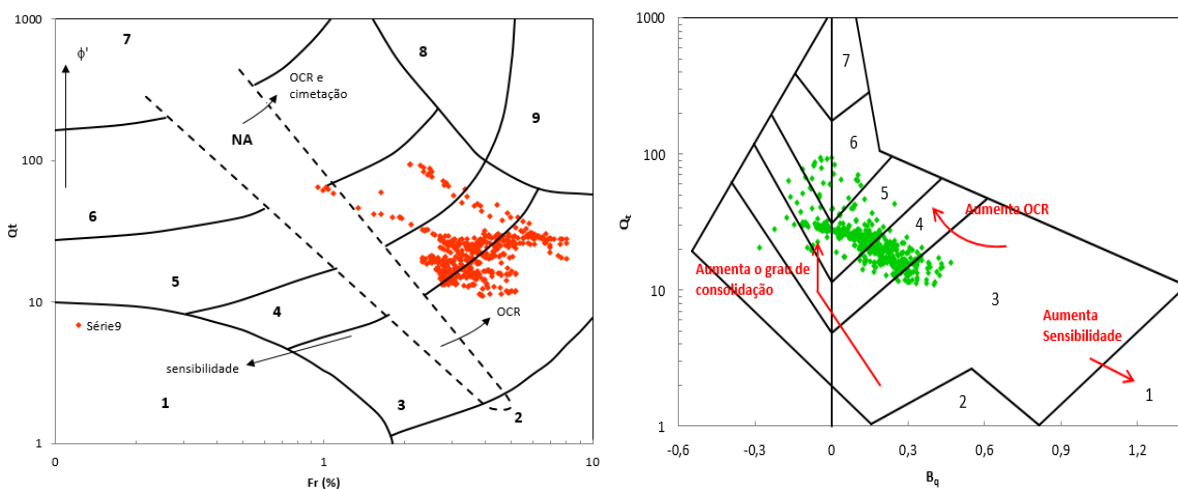 1000
7
8
ϕ'
OCR e
cimetação
NA
9
100
Qt
6
5
10
4
Série9
OCR
sensibilidade
1
3
2
1
0
1
10
Fr (%)
1000
7
100
6
5
Qt
4
Aumenta OCR
Aumenta o grau de
consolidação
10
3
Aumenta
Sensibilidade
2
1
1
-0,6
-0,3
0
0,3
0,6
0,9
1,2
Bq